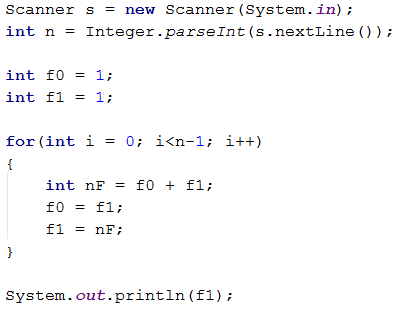 Scanner s = new Scanner(System.in);
int n = Integer.parseInt(s.nextLine());
int f0 = 1;
int f1 = 1;
for(int i = 0; i<n-1; i++)
{
    int nF = f0 + f1;
    f0 = f1;
    f1 = nF;
}
System.out.println(f1);